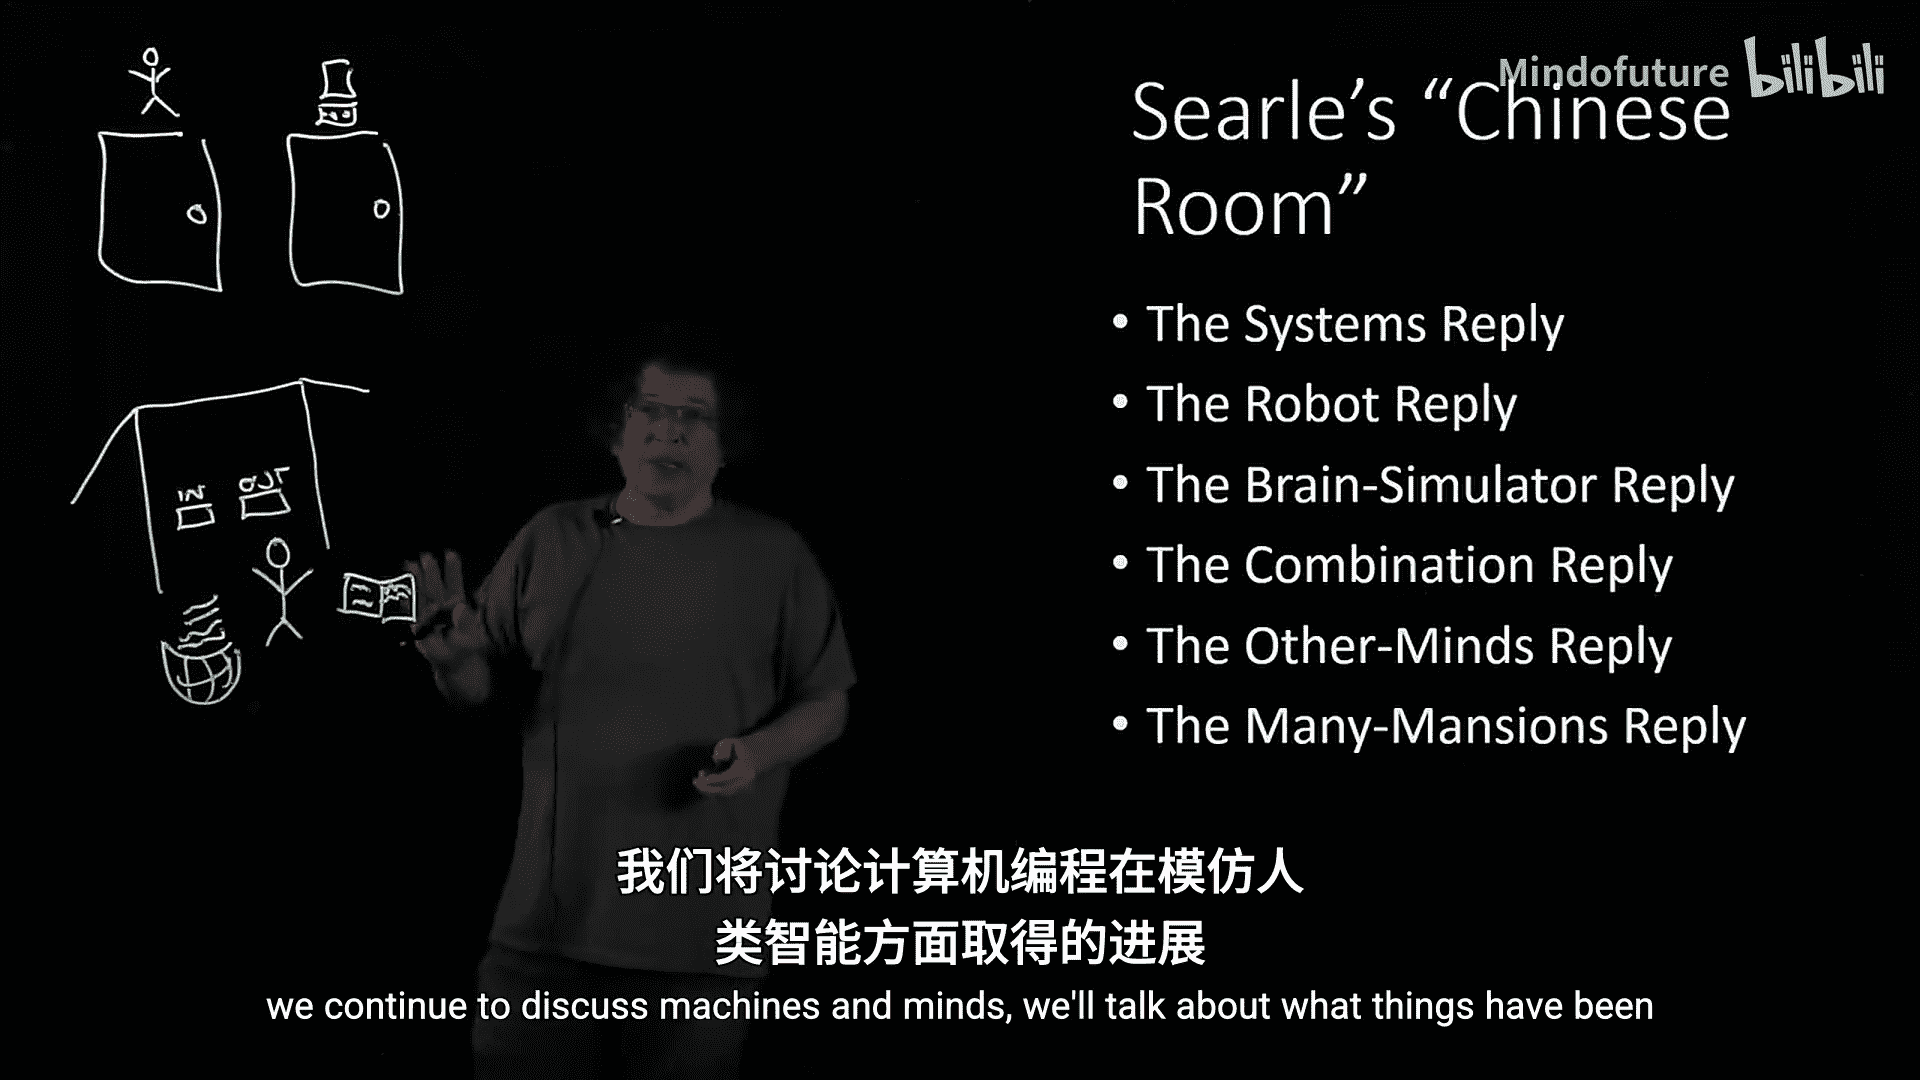 Mindofuture bilibili
Searle's “Chinese
Room”
• The Systems Reply
• The Robot Reply
• The Brain-Simulator Reply
• The Combination Reply
• The Other-Minds Reply
• The Many-Mansions Reply
IN OUT
我们将讨论计算机编程在模仿人
类智能方面取得的进展
we continue to discuss machines and minds, we'll talk about what things have been